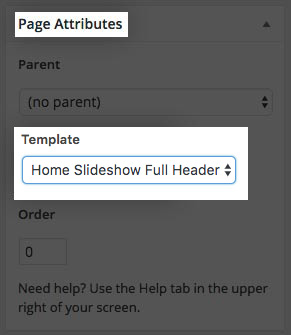 Page Attributes
Parent
(no parent)
Template
Home Slideshow Full Header
Order
0
Need help? Use the Help tab in the upper
right of your screen.